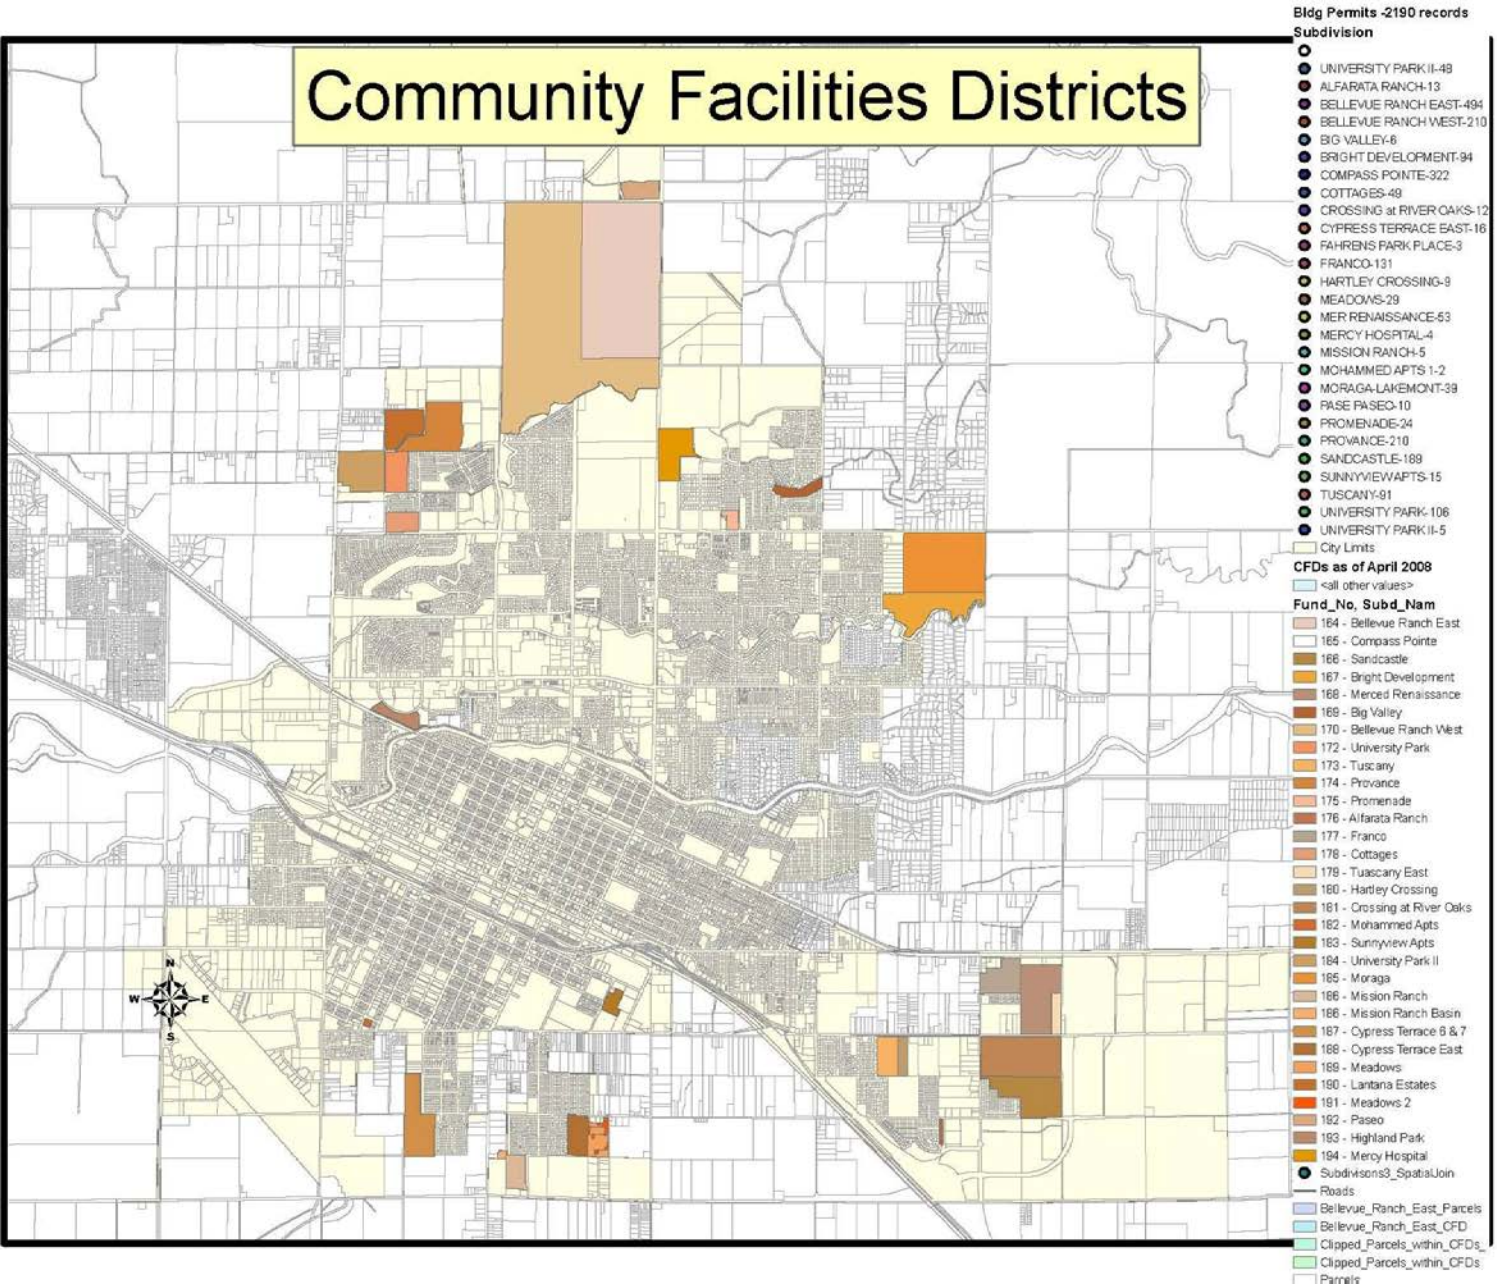 Community Facilities Districts
N
W
E
S
Bldg Permits -2190 records
Subdivision
UNIVERSITY PARK II-48
ALFARATA RANCH-13
BELLEVUE RANCH EAST-494
BELLEVUE RANCH WEST-210
BIG VALLEY-6
BRIGHT DEVELOPMENT-94
COMPASS POINTE-322
COTTAGES-49
CROSSING at RIVER OAKS-12
CYPRESS TERRACE EAST-16
FAHRENS PARK PLACE-3
FRANCO-131
HARTLEY CROSSING-9
MEADOWS-29
MER RENAISSANCE-53
MERCY HOSPITAL-4
MISSION RANCH-5
MOHAMMED APTS 1-2
MORAGA-LAKEMONT-39
PASE PASEO-10
PROMENADE-24
PROVANCE-210
SANDCASTLE-189
SUNNYVIEW APTS-15
TUSCANY-91
UNIVERSITY PARK-106
UNIVERSITY PARK II-5
City Limits
CFDs as of April 2008
<all other values>
Fund_No, Subd_Nam
164 - Bellevue Ranch East
165 - Compass Pointe
166 - Sandcastle
167 - Bright Development
168 - Merced Renaissance
169 - Big Valley
170 - Bellevue Ranch West
172 - University Park
173 - Tuscany
174 - Provance
175 - Promenade
176 - Alfarata Ranch
177 - Franco
178 - Cottages
179 - Tuascany East
180 - Hartley Crossing
181 - Crossing at River Oaks
182 - Mohammed Apts
183 - Sunnyview Apts
184 - University Park II
185 - Moraga
186 - Mission Ranch
186 - Mission Ranch Basin
187 - Cypress Terrace 6 & 7
188 - Cypress Terrace East
189 - Meadows
190 - Lantana Estates
191 - Meadows 2
192 - Paseo
193 - Highland Park
194 - Mercy Hospital
Subdivisons3_SpatialJoin
Roads
Bellevue_Ranch_East_Parcels
Bellevue_Ranch_East_CFD
Clipped_Parcels_within_CFDs_
Clipped_Parcels_within_CFDs
Parcels